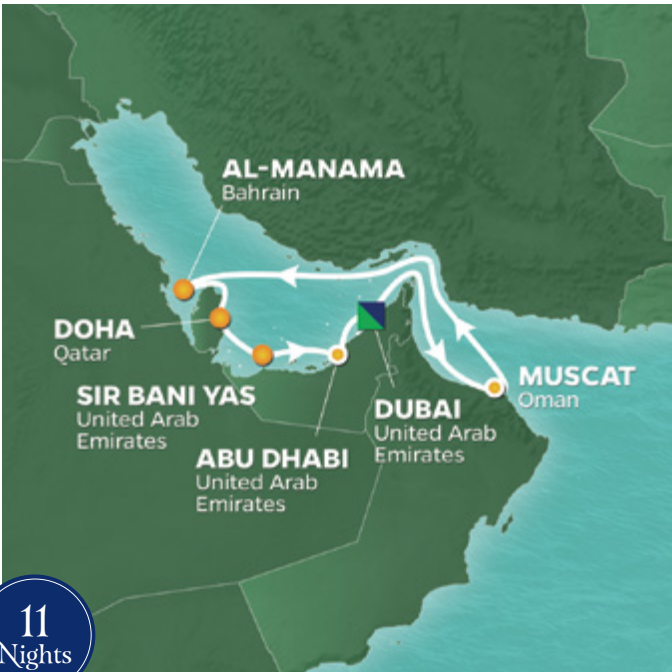 AL-MANAMA
Bahrain
DOHA
Qatar
SIR BANI YAS
United Arab
Emirates
ABU DHABI
United Arab
Emirates
DUBAI
United Arab
Emirates
MUSCAT
Oman
11
Nights